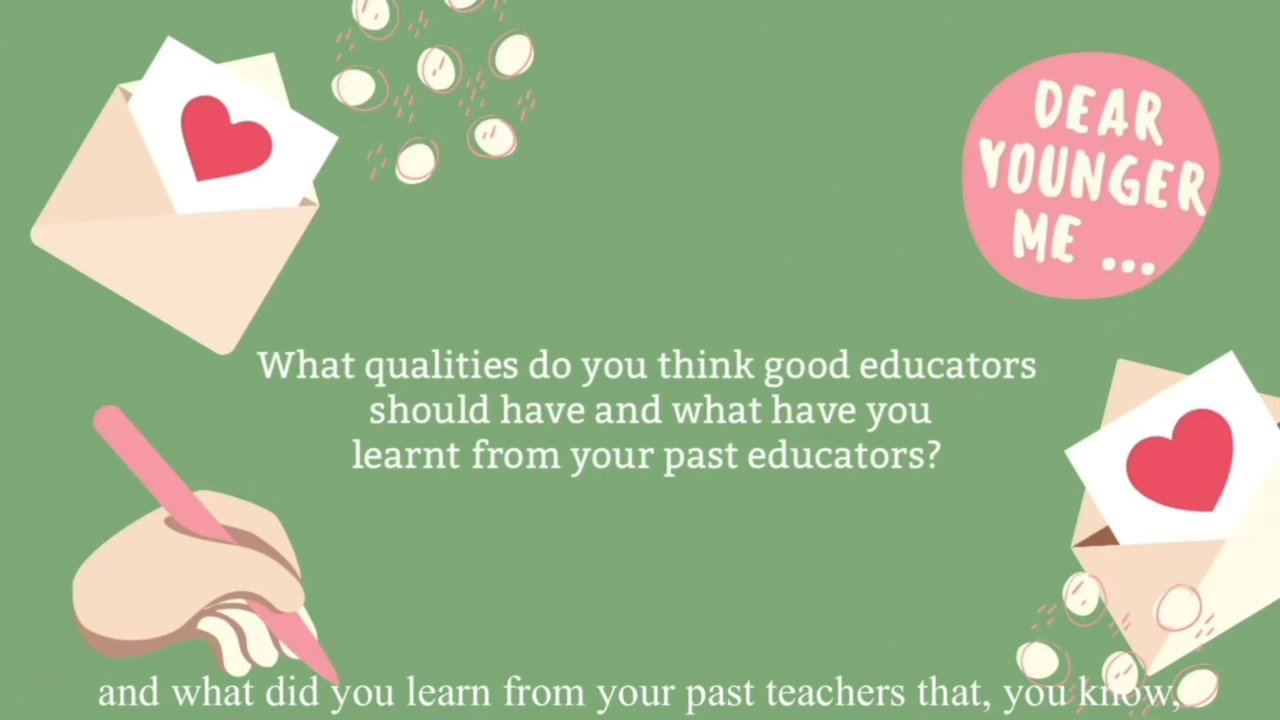 DEAR
YOUNGER
ME ...
What qualities do you think good educators
should have and what have you
learnt from your past educators?
and what did you learn from your past teachers that, you know,